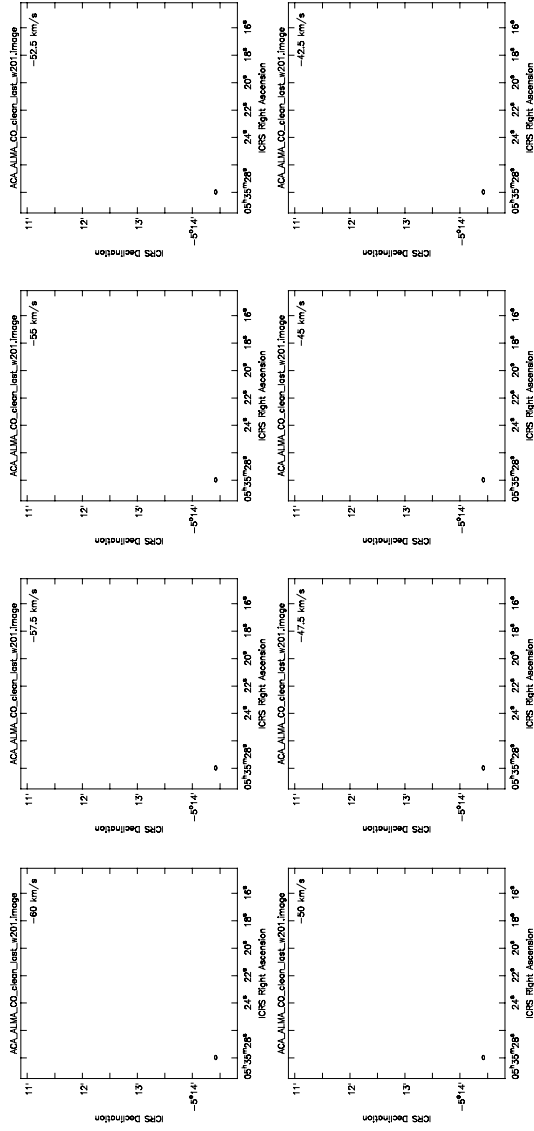 ACA_ALMA_CO_clean_last_w201.image
−60 km/s
11'
12'
13'
−5°14'
ICRS Declination
05ʰ35ᵐ28ˢ 24ˢ 22ˢ 20ˢ 18ˢ 16ˢ
ICRS Right Ascension
ACA_ALMA_CO_clean_last_w201.image
−57.5 km/s
11'
12'
13'
−5°14'
ICRS Declination
05ʰ35ᵐ28ˢ 24ˢ 22ˢ 20ˢ 18ˢ 16ˢ
ICRS Right Ascension
ACA_ALMA_CO_clean_last_w201.image
−55 km/s
11'
12'
13'
−5°14'
ICRS Declination
05ʰ35ᵐ28ˢ 24ˢ 22ˢ 20ˢ 18ˢ 16ˢ
ICRS Right Ascension
ACA_ALMA_CO_clean_last_w201.image
−52.5 km/s
11'
12'
13'
−5°14'
ICRS Declination
05ʰ35ᵐ28ˢ 24ˢ 22ˢ 20ˢ 18ˢ 16ˢ
ICRS Right Ascension
ACA_ALMA_CO_clean_last_w201.image
−50 km/s
11'
12'
13'
−5°14'
ICRS Declination
05ʰ35ᵐ28ˢ 24ˢ 22ˢ 20ˢ 18ˢ 16ˢ
ICRS Right Ascension
ACA_ALMA_CO_clean_last_w201.image
−47.5 km/s
11'
12'
13'
−5°14'
ICRS Declination
05ʰ35ᵐ28ˢ 24ˢ 22ˢ 20ˢ 18ˢ 16ˢ
ICRS Right Ascension
ACA_ALMA_CO_clean_last_w201.image
−45 km/s
11'
12'
13'
−5°14'
ICRS Declination
05ʰ35ᵐ28ˢ 24ˢ 22ˢ 20ˢ 18ˢ 16ˢ
ICRS Right Ascension
ACA_ALMA_CO_clean_last_w201.image
−42.5 km/s
11'
12'
13'
−5°14'
ICRS Declination
05ʰ35ᵐ28ˢ 24ˢ 22ˢ 20ˢ 18ˢ 16ˢ
ICRS Right Ascension